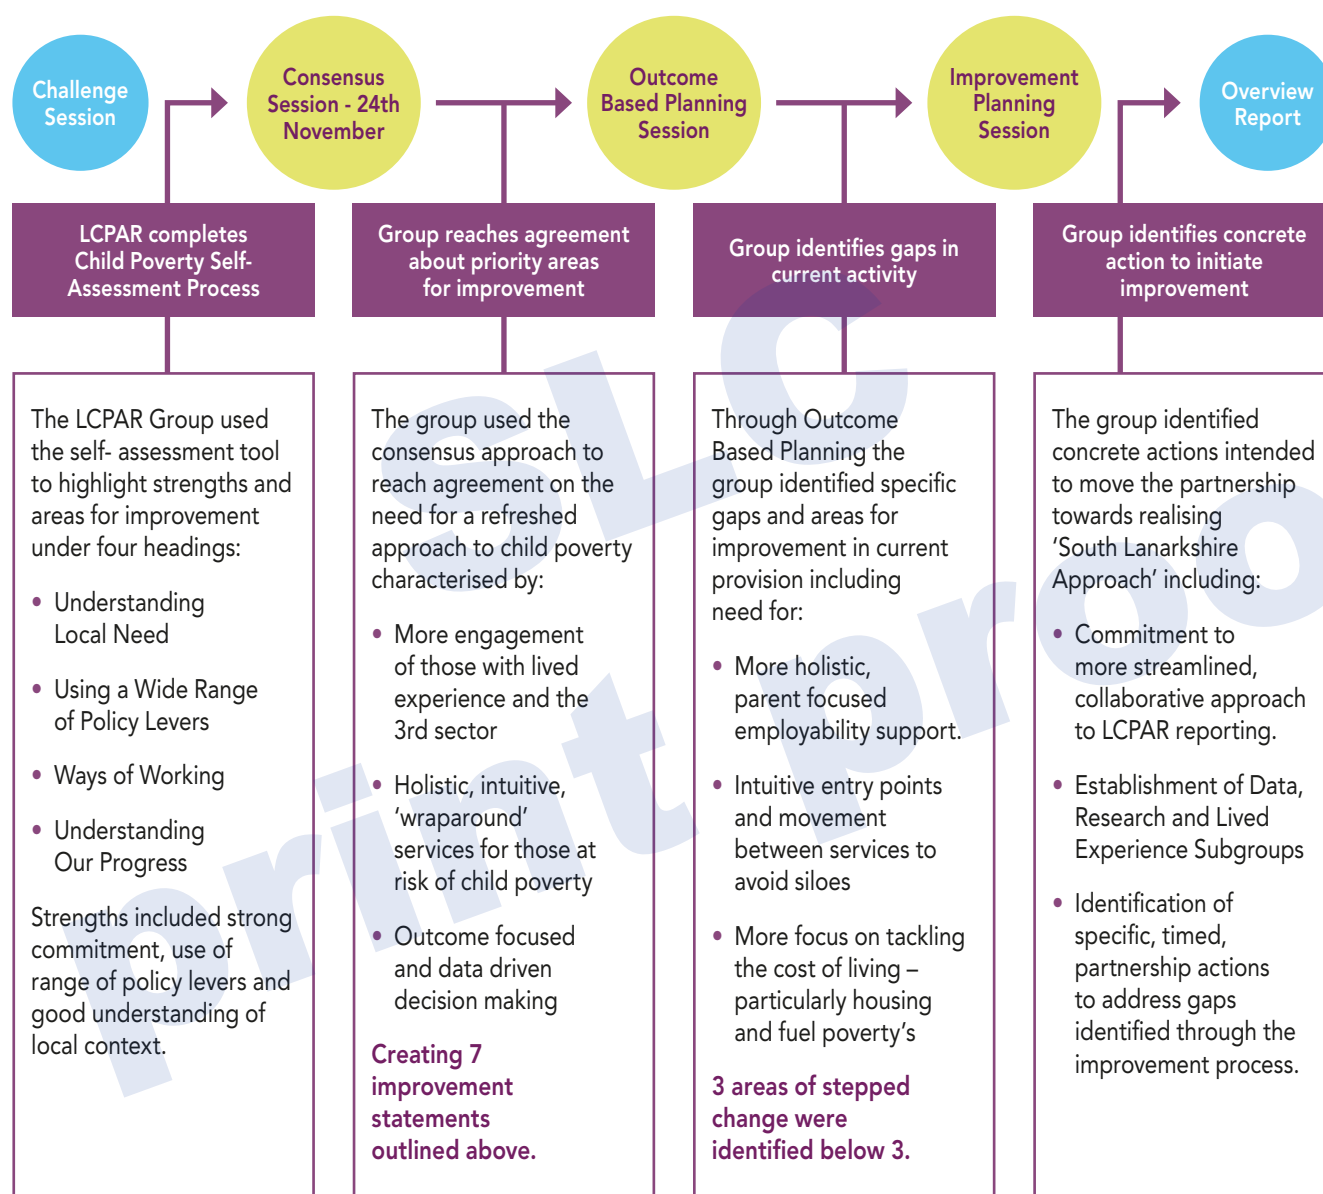 Challenge
Session
Consensus
Session - 24th
November
Outcome
Based Planning
Session
Improvement
Planning
Session
Overview
Report
LCPAR completes
Child Poverty Self-
Assessment Process
Group reaches agreement
about priority areas
for improvement
Group identifies gaps in
current activity
Group identifies concrete
action to initiate
improvement
The LCPAR Group used
the self- assessment tool
to highlight strengths and
areas for improvement
under four headings:
• Understanding
Local Need
• Using a Wide Range
of Policy Levers
• Ways of Working
• Understanding
Our Progress
Strengths included strong
commitment, use of
range of policy levers and
good understanding of
local context.
The group used the
consensus approach to
reach agreement on the
need for a refreshed
approach to child poverty
characterised by:
• More engagement
of those with lived
experience and the
3rd sector
• Holistic, intuitive,
‘wraparound’
services for those at
risk of child poverty
• Outcome focused
and data driven
decision making
Creating 7
improvement
statements
outlined above.
Through Outcome
Based Planning the
group identified specific
gaps and areas for
improvement in current
provision including
need for:
• More holistic,
parent focused
employability support.
• Intuitive entry points
and movement
between services to
avoid siloes
• More focus on tackling
the cost of living –
particularly housing
and fuel poverty’s
3 areas of stepped
change were
identified below 3.
The group identified
concrete actions intended
to move the partnership
towards realising
‘South Lanarkshire
Approach’ including:
• Commitment to
more streamlined,
collaborative approach
to LCPAR reporting.
• Establishment of Data,
Research and Lived
Experience Subgroups
• Identification of
specific, timed,
partnership actions
to address gaps
identified through the
improvement process.
SLC
print proo